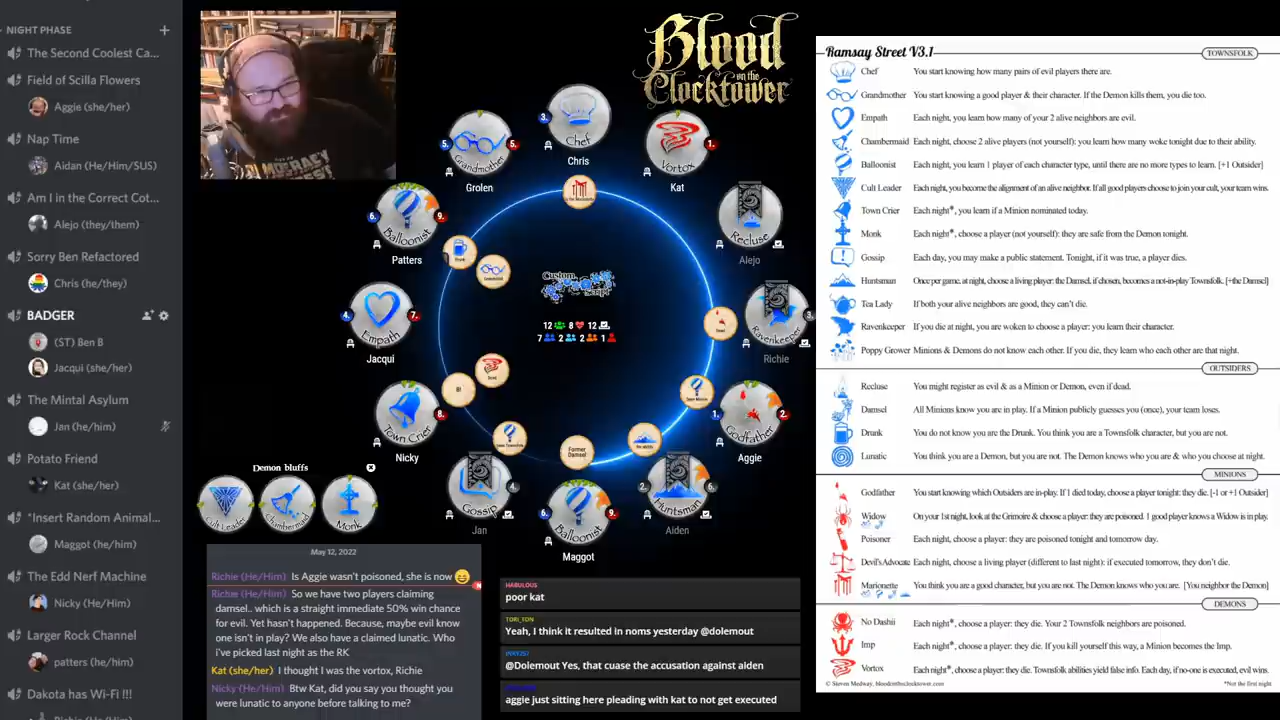 NIGHT PHASE
The Second Coolest Ca...
Field of Scilla Flowers
Aggie (she/her)
Nap Time
Aidan (He/Him/SUS)
Am I in the Correct Cot...
Alejo (they/them)
Sorry Ben Refactored
Chris (he/they)
BADGER
(ST) Ben B
Jacqui (she/her)
The Mintal Asylum
Jan (he/him)
Potato Friend
Kat (she/her)
*Insert Animal...
Maggot (he/him)
The Edd Nerf Machine
Nicky (He/Him)
Larger Rock Channel
patters (he/him)
Dakota's Wi-Fi !!!
Blood
on the
Clocktower
Chef
Chris
Grandmother
Grolen
Vortox
Kat
Balloonist
Patters
Recluse
Alejo
Empath
Jacqui
Ravenkeeper
Richie
Nicky
Godfather
Aggie
Gossip
Jan
Balloonist
Maggot
Huntsman
Aiden
Former
Damsel
Custom
12 8 12
7 2 2 1
Demon bluffs
Cult Leader
Chambermaid
Monk
May 12, 2022
Richie (He/Him) Is Aggie wasn't poisoned, she is now
Richie (He/Him) So we have two players claiming
damsel.. which is a straight immediate 50% win chance
for evil. Yet hasn't happened. Because, maybe evil know
one isn't in play? We also have a claimed lunatic. Who
i've picked last night as the RK
Kat (she/her) I thought I was the vortox, Richie
Nicky (He/Him) Btw Kat, did you say you thought you
were lunatic to anyone before talking to me?
HABULOUS
poor kat
TORI_TON
Yeah, I think it resulted in noms yesterday @dolemout
@Dolemout Yes, that cuase the accusation against aiden
aggie just sitting here pleading with kat to not get executed
Ramsay Street V3.1
TOWNSFOLK
Chef You start knowing how many pairs of evil players there are.
Grandmother You start knowing a good player & their character. If the Demon kills them, you die too.
Empath Each night, you learn how many of your 2 alive neighbors are evil.
Chambermaid Each night, choose 2 alive players (not yourself): you learn how many woke tonight due to their ability.
Balloonist Each night, you learn 1 player of each character type, until there are no more types to learn. [+1 Outsider]
Cult Leader Each night, you become the alignment of an alive neighbor. If all good players choose to join your cult, your team wins.
Town Crier Each night*, you learn if a Minion nominated today.
Monk Each night*, choose a player (not yourself): they are safe from the Demon tonight.
Gossip Each day, you may make a public statement. Tonight, if it was true, a player dies.
Huntsman Once per game, at night, choose a living player: the Damsel, if chosen, becomes a not-in-play Townsfolk. [+the Damsel]
Tea Lady If both your alive neighbors are good, they can't die.
Ravenkeeper If you die at night, you are woken to choose a player: you learn their character.
Poppy Grower Minions & Demons do not know each other. If you die, they learn who each other are that night.
OUTSIDERS
Recluse You might register as evil & as a Minion or Demon, even if dead.
Damsel All Minions know you are in play. If a Minion publicly guesses you (once), your team loses.
Drunk You do not know you are the Drunk. You think you are a Townsfolk character, but you are not.
Lunatic You think you are a Demon, but you are not. The Demon knows who you are & who you choose at night.
MINIONS
Godfather You start knowing which Outsiders are in-play. If 1 died today, choose a player tonight: they die. [-1 or +1 Outsider]
Widow On your 1st night, look at the Grimoire & choose a player: they are poisoned. 1 good player knows a Widow is in play.
Poisoner Each night, choose a player: they are poisoned tonight and tomorrow day.
Devil's Advocate Each night, choose a living player (different to last night): if executed tomorrow, they don't die.
Marionette You think you are a good character, but you are not. The Demon knows who you are. [You neighbor the Demon]
DEMONS
No Dashii Each night*, choose a player: they die. Your 2 Townsfolk neighbors are poisoned.
Imp Each night*, choose a player: they die. If you kill yourself this way, a Minion becomes the Imp.
Vortox Each night*, choose a player: they die. Townsfolk abilities yield false info. Each day, if no-one is executed, evil wins.
© Steven Medway, bloodontheclocktower.com
*Not the first night